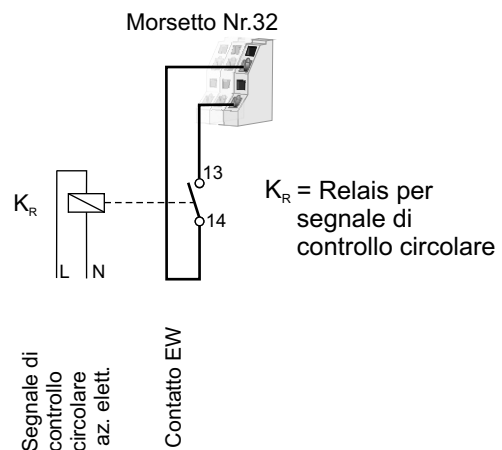 Morsetto Nr.32
13
14
K_R
L
N
K_R = Relais per
segnale di
controllo circolare
Segnale di
controllo
circolare
az. elett.
Contatto EW